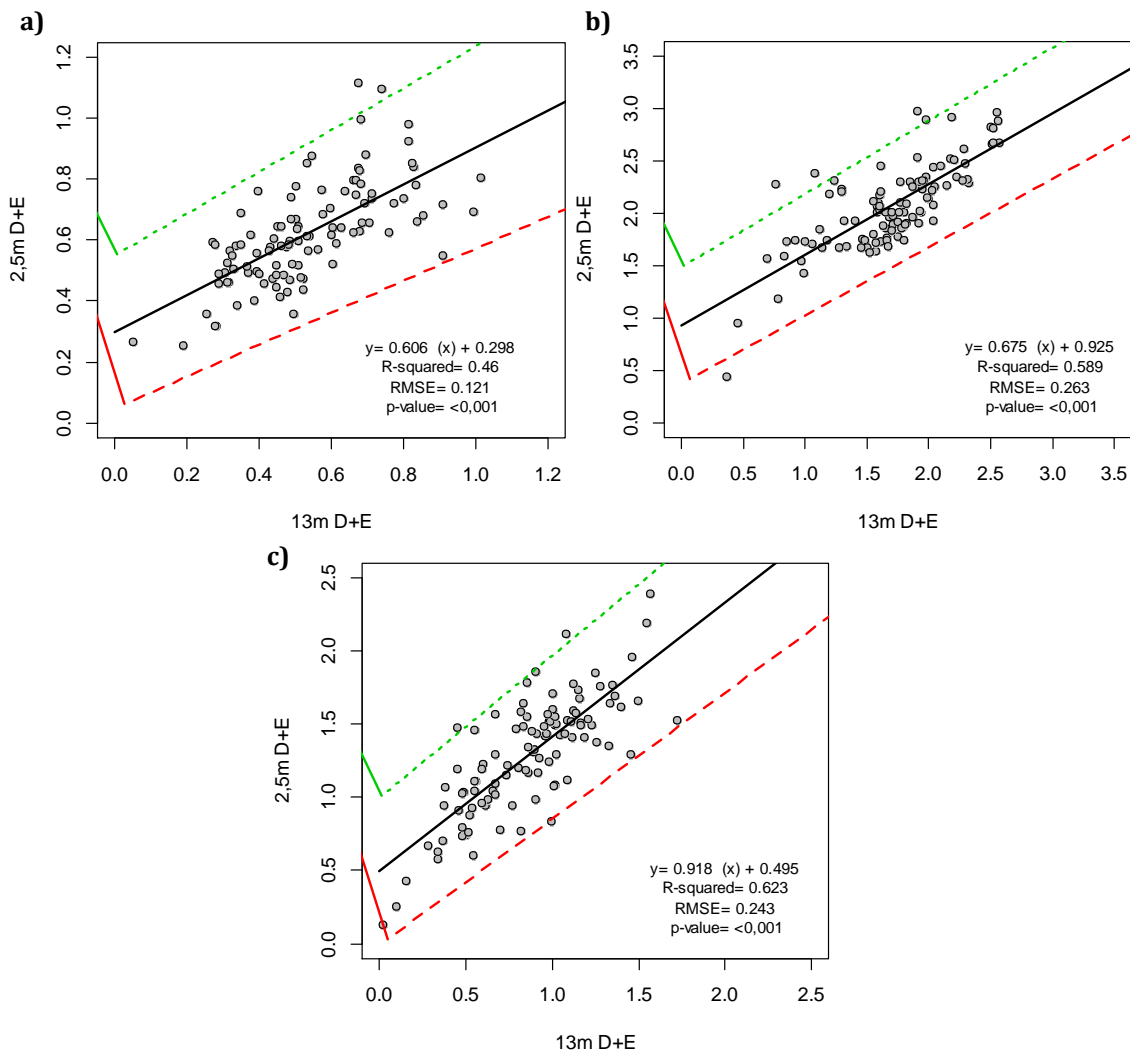 a)
2,5m D+E
1.2
1.0
0.8
0.6
0.4
0.2
0.0
y= 0.606 (x) + 0.298
R-squared= 0.46
RMSE= 0.121
p-value= <0,001
0.0 0.2 0.4 0.6 0.8 1.0 1.2
13m D+E
b)
2,5m D+E
3.5
3.0
2.5
2.0
1.5
1.0
0.5
0.0
y= 0.675 (x) + 0.925
R-squared= 0.589
RMSE= 0.263
p-value= <0,001
0.0 0.5 1.0 1.5 2.0 2.5 3.0 3.5
13m D+E
c)
2,5m D+E
2.5
2.0
1.5
1.0
0.5
0.0
y= 0.918 (x) + 0.495
R-squared= 0.623
RMSE= 0.243
p-value= <0,001
0.0 0.5 1.0 1.5 2.0 2.5
13m D+E